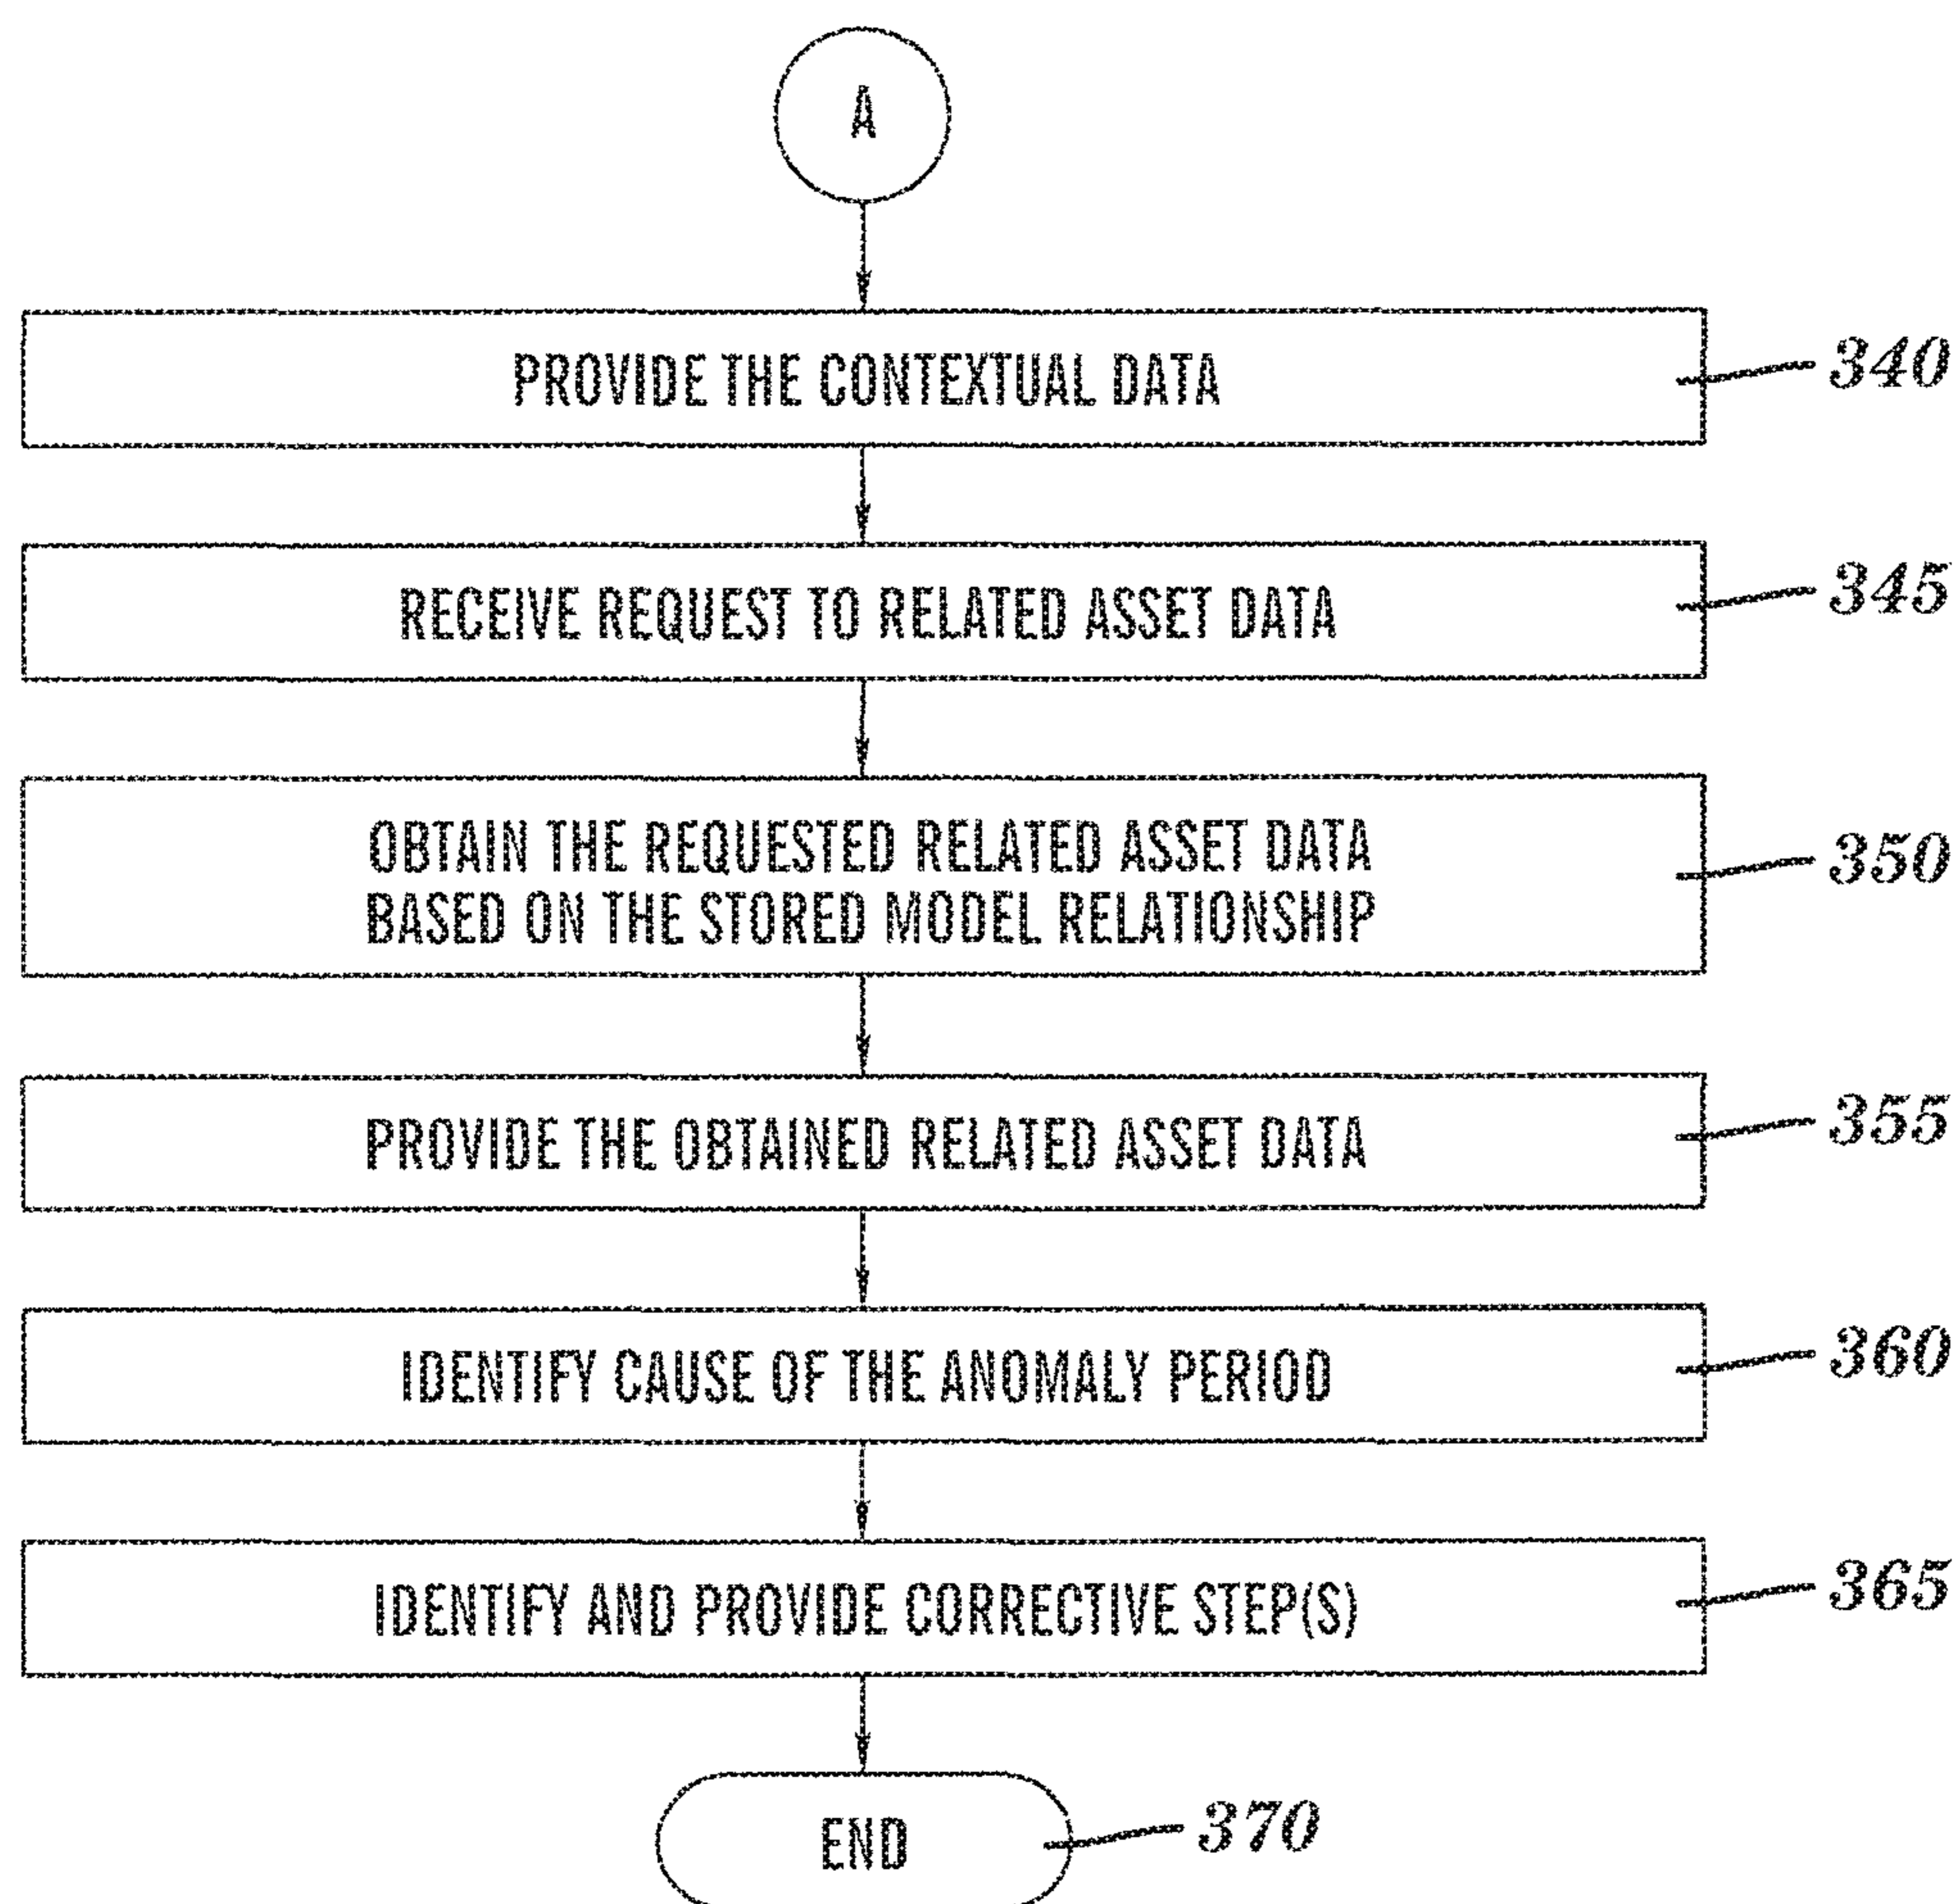 A
PROVIDE THE CONTEXTUAL DATA
340
RECEIVE REQUEST TO RELATED ASSET DATA
345
OBTAIN THE REQUESTED RELATED ASSET DATA
BASED ON THE STORED MODEL RELATIONSHIP
350
PROVIDE THE OBTAINED RELATED ASSET DATA
355
IDENTIFY CAUSE OF THE ANOMALY PERIOD
360
IDENTIFY AND PROVIDE CORRECTIVE STEP(S)
365
END
370